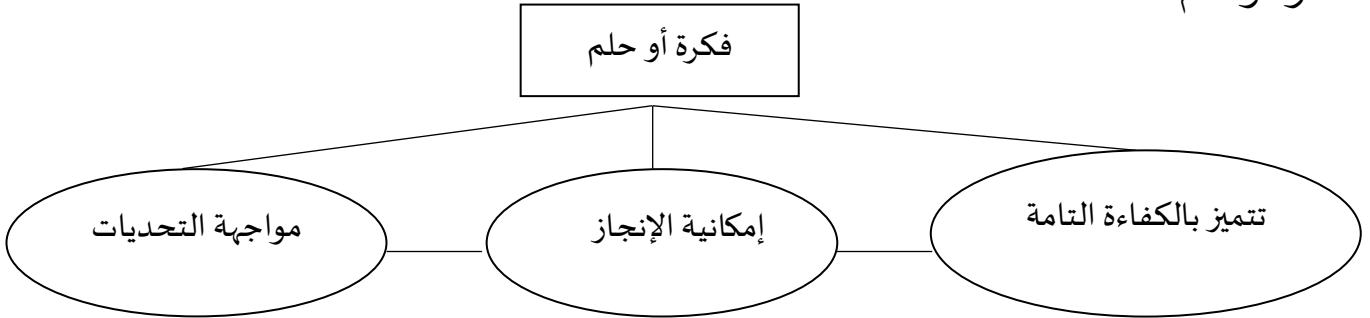 فكرة أو حلم
تتميز بالكفاءة التامة
إمكانية الإنجاز
مواجهة التحديات